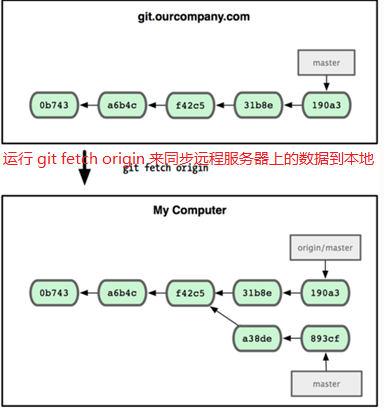 git.ourcompany.com
master
0b743 a6b4c f42c5 31b8e 190a3
运行 git fetch origin 来同步远程服务器上的数据到本地
git fetch origin
My Computer
origin/master
0b743 a6b4c f42c5 31b8e 190a3
a38de 893cf
master